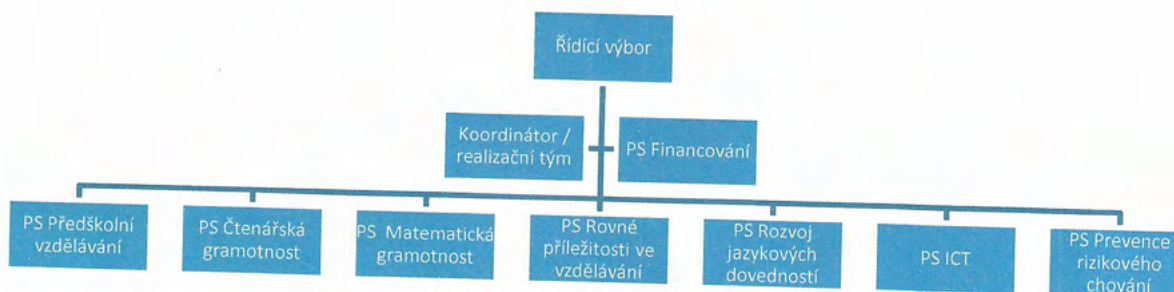 Řídící výbor
Koordinátor /
realizační tým
PS Financování
PS Předškolní
vzdělávání
PS Čtenářská
gramotnost
PS Matematická
gramotnost
PS Rovné
příležitosti ve
vzdělávání
PS Rozvoj
jazykových
dovedností
PS ICT
PS Prevence
rizikového
chování